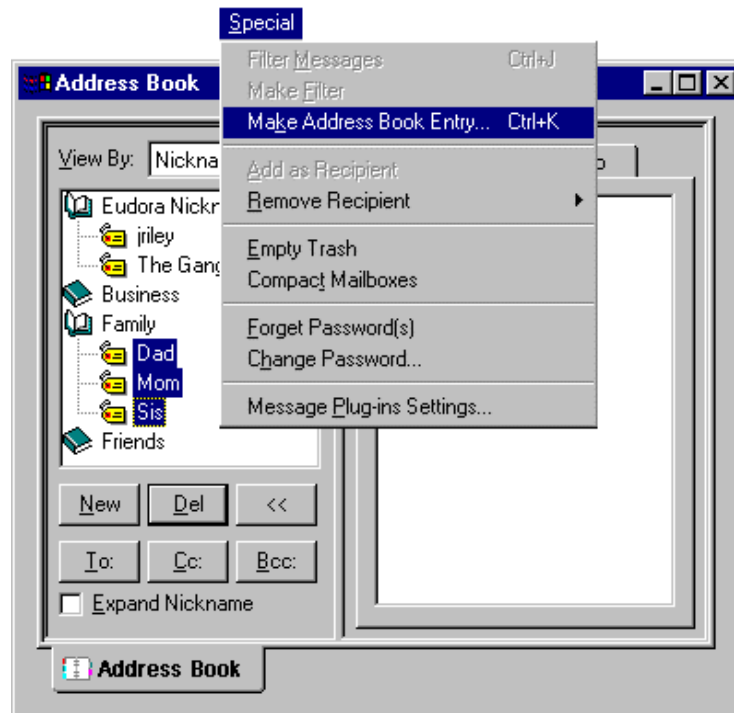 Special
Filter Messages Ctrl+J
Make Filter
Make Address Book Entry... Ctrl+K
Add as Recipient
Remove Recipient
Empty Trash
Compact Mailboxes
Forget Password(s)
Change Password...
Message Plug-ins Settings...
Address Book
View By: Nickna
Eudora Nickr
jriley
The Gang
Business
Family
Dad
Mom
Sis
Friends
New Del <<
To: Cc: Bcc:
Expand Nickname
Address Book